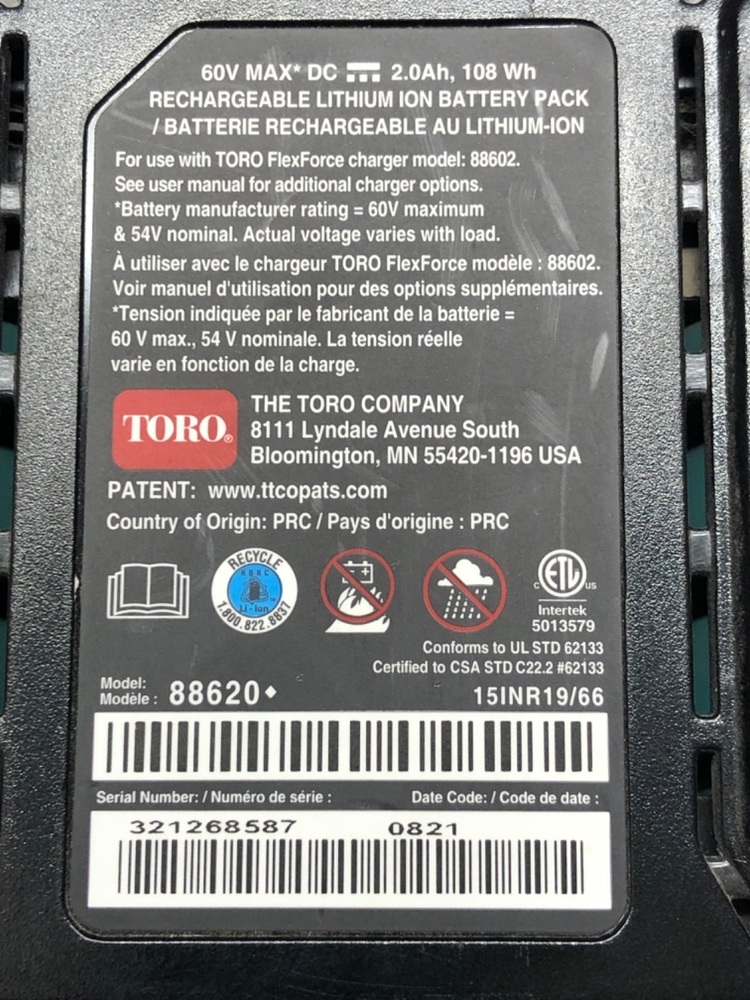 60V MAX* DC 2.0Ah, 108 Wh
RECHARGEABLE LITHIUM ION BATTERY PACK
/ BATTERIE RECHARGEABLE AU LITHIUM-ION
For use with TORO FlexForce charger model: 88602.
See user manual for additional charger options.
*Battery manufacturer rating = 60V maximum
& 54V nominal. Actual voltage varies with load.
À utiliser avec le chargeur TORO FlexForce modèle : 88602.
Voir manuel d'utilisation pour des options supplémentaires.
*Tension indiquée par le fabricant de la batterie =
60 V max., 54 V nominale. La tension réelle
varie en fonction de la charge.
TORO®
THE TORO COMPANY
8111 Lyndale Avenue South
Bloomington, MN 55420-1196 USA
PATENT: www.ttcopats.com
Country of Origin: PRC / Pays d'origine : PRC
RECYCLE
RBRC
Li-Ion
1.800.822.8837
C ETL US
Intertek
5013579
Conforms to UL STD 62133
Certified to CSA STD C22.2 #62133
Model:
Modèle : 88620◆
15INR19/66
Serial Number: / Numéro de série :
Date Code: / Code de date :
321268587 0821